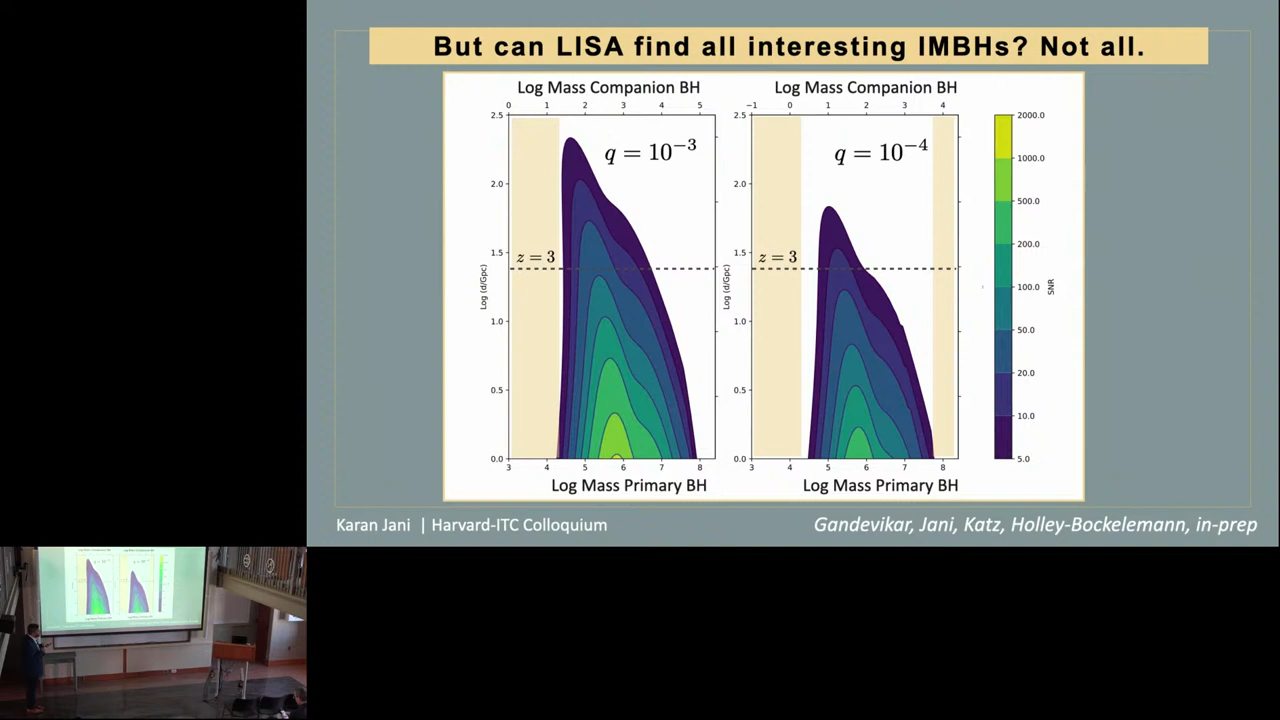 But can LISA find all interesting IMBHs? Not all.
Log Mass Companion BH
0 1 2 3 4 5
2.5
2.0
1.5
1.0
0.5
0.0
Log (d/Gpc)
q = 10⁻³
z = 3
3 4 5 6 7 8
Log Mass Primary BH
Log Mass Companion BH
−1 0 1 2 3 4
2.5
2.0
1.5
1.0
0.5
0.0
Log (d/Gpc)
q = 10⁻⁴
z = 3
3 4 5 6 7 8
Log Mass Primary BH
2000.0
1000.0
500.0
200.0
100.0
50.0
20.0
10.0
5.0
SNR
Karan Jani | Harvard-ITC Colloquium
Gandevikar, Jani, Katz, Holley-Bockelemann, in-prep